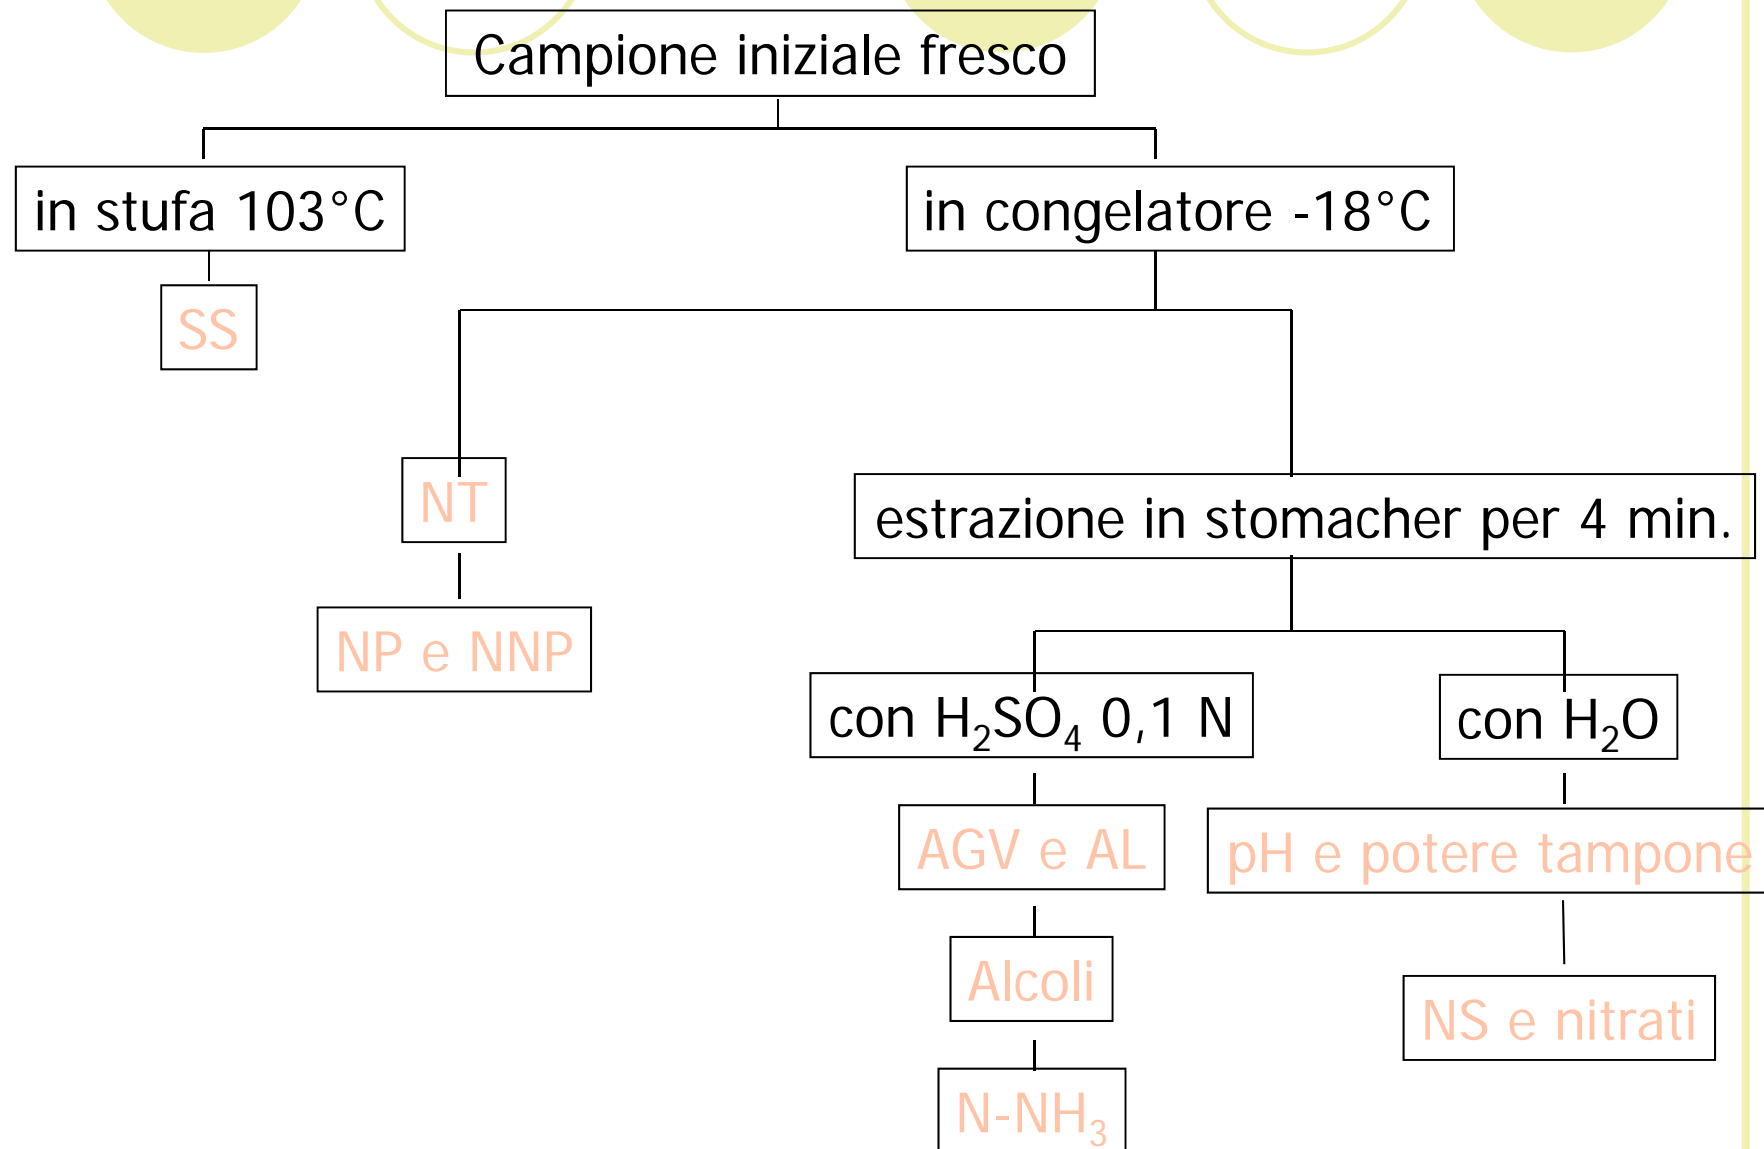 Campione iniziale fresco
in stufa 103°C
in congelatore -18°C
SS
NT
estrazione in stomacher per 4 min.
NP e NNP
con H₂SO₄ 0,1 N
con H₂O
AGV e AL
pH e potere tampone
Alcoli
NS e nitrati
N-NH₃